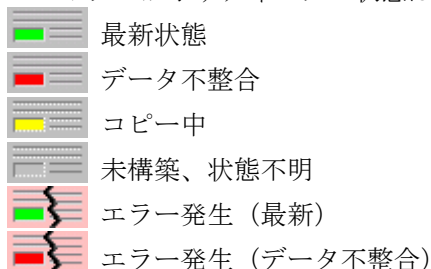 最新状態
データ不整合
コピー中
未構築、状態不明
エラー発生（最新）
エラー発生（データ不整合）